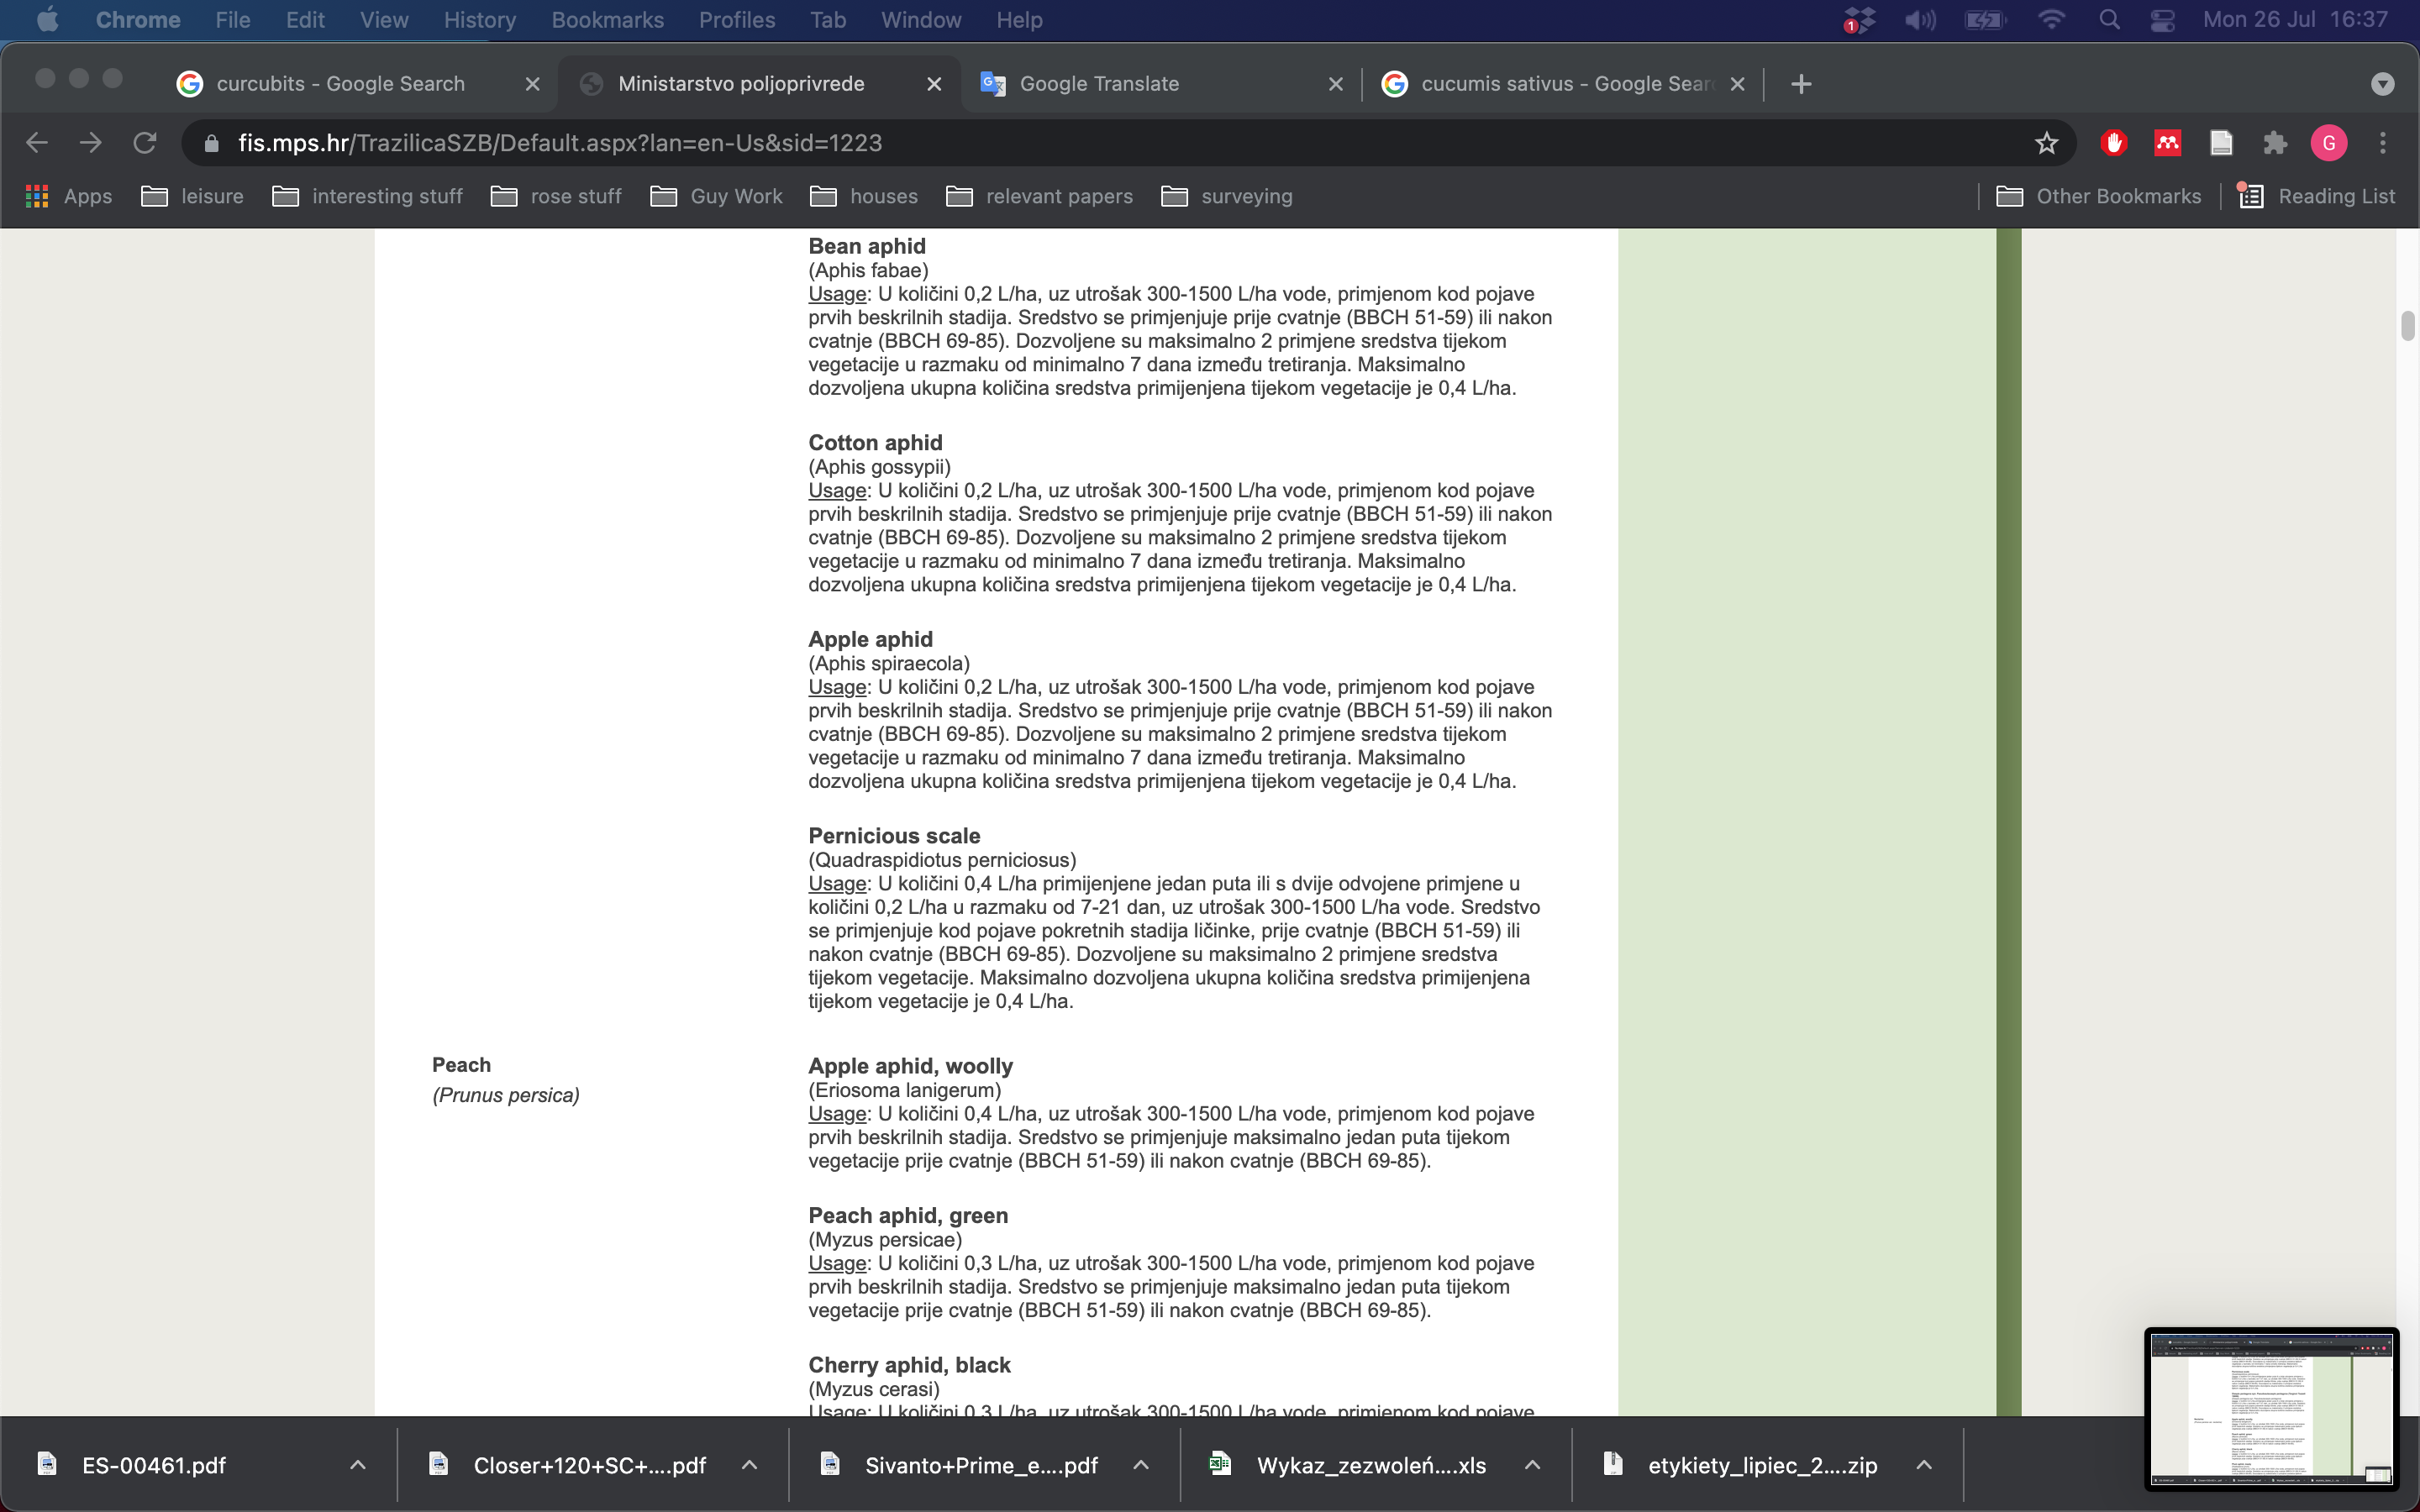 Chrome File Edit View History Bookmarks Profiles Tab Window Help 1 Mon 26 Jul 16:37
curcubits - Google Search Ministarstvo poljoprivrede Google Translate cucumis sativus - Google Sear
fis.mps.hr/TrazilicaSZB/Default.aspx?lan=en-Us&sid=1223 G
Apps leisure interesting stuff rose stuff Guy Work houses relevant papers surveying Other Bookmarks Reading List
Bean aphid
(Aphis fabae)
Usage: U količini 0,2 L/ha, uz utrošak 300-1500 L/ha vode, primjenom kod pojave
prvih beskrilnih stadija. Sredstvo se primjenjuje prije cvatnje (BBCH 51-59) ili nakon
cvatnje (BBCH 69-85). Dozvoljene su maksimalno 2 primjene sredstva tijekom
vegetacije u razmaku od minimalno 7 dana između tretiranja. Maksimalno
dozvoljena ukupna količina sredstva primijenjena tijekom vegetacije je 0,4 L/ha.
Cotton aphid
(Aphis gossypii)
Usage: U količini 0,2 L/ha, uz utrošak 300-1500 L/ha vode, primjenom kod pojave
prvih beskrilnih stadija. Sredstvo se primjenjuje prije cvatnje (BBCH 51-59) ili nakon
cvatnje (BBCH 69-85). Dozvoljene su maksimalno 2 primjene sredstva tijekom
vegetacije u razmaku od minimalno 7 dana između tretiranja. Maksimalno
dozvoljena ukupna količina sredstva primijenjena tijekom vegetacije je 0,4 L/ha.
Apple aphid
(Aphis spiraecola)
Usage: U količini 0,2 L/ha, uz utrošak 300-1500 L/ha vode, primjenom kod pojave
prvih beskrilnih stadija. Sredstvo se primjenjuje prije cvatnje (BBCH 51-59) ili nakon
cvatnje (BBCH 69-85). Dozvoljene su maksimalno 2 primjene sredstva tijekom
vegetacije u razmaku od minimalno 7 dana između tretiranja. Maksimalno
dozvoljena ukupna količina sredstva primijenjena tijekom vegetacije je 0,4 L/ha.
Pernicious scale
(Quadraspidiotus perniciosus)
Usage: U količini 0,4 L/ha primijenjene jedan puta ili s dvije odvojene primjene u
količini 0,2 L/ha u razmaku od 7-21 dan, uz utrošak 300-1500 L/ha vode. Sredstvo
se primjenjuje kod pojave pokretnih stadija ličinke, prije cvatnje (BBCH 51-59) ili
nakon cvatnje (BBCH 69-85). Dozvoljene su maksimalno 2 primjene sredstva
tijekom vegetacije. Maksimalno dozvoljena ukupna količina sredstva primijenjena
tijekom vegetacije je 0,4 L/ha.
Peach
(Prunus persica)
Apple aphid, woolly
(Eriosoma lanigerum)
Usage: U količini 0,4 L/ha, uz utrošak 300-1500 L/ha vode, primjenom kod pojave
prvih beskrilnih stadija. Sredstvo se primjenjuje maksimalno jedan puta tijekom
vegetacije prije cvatnje (BBCH 51-59) ili nakon cvatnje (BBCH 69-85).
Peach aphid, green
(Myzus persicae)
Usage: U količini 0,3 L/ha, uz utrošak 300-1500 L/ha vode, primjenom kod pojave
prvih beskrilnih stadija. Sredstvo se primjenjuje maksimalno jedan puta tijekom
vegetacije prije cvatnje (BBCH 51-59) ili nakon cvatnje (BBCH 69-85).
Cherry aphid, black
(Myzus cerasi)
Usage: U količini 0,3 L/ha, uz utrošak 300-1500 L/ha vode, primjenom kod pojave
ES-00461.pdf Closer+120+SC+....pdf Sivanto+Prime_e....pdf Wykaz_zezwoleń....xls etykiety_lipiec_2....zip